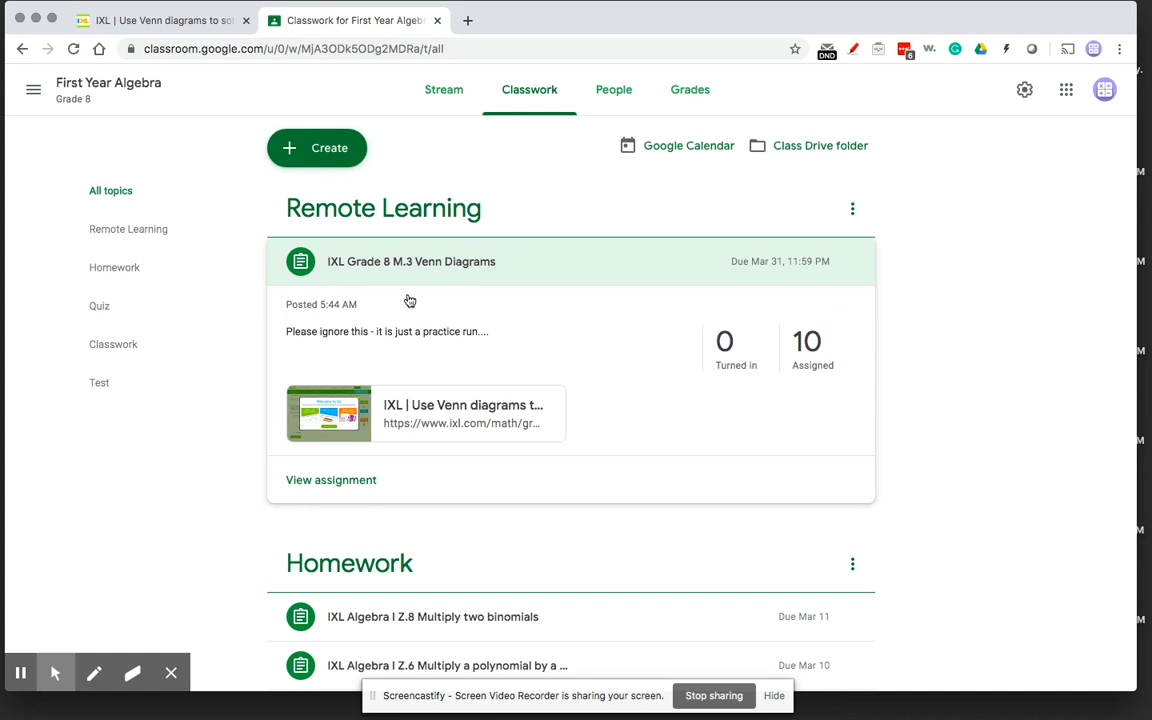 IXL | Use Venn diagrams to sol
Classwork for First Year Algebr
classroom.google.com/u/0/w/MjA3ODk5ODg2MDRa/t/all
DND
6
w.
First Year Algebra
Grade 8
Stream
Classwork
People
Grades
Create
Google Calendar
Class Drive folder
All topics
Remote Learning
Homework
Quiz
Classwork
Test
Remote Learning
IXL Grade 8 M.3 Venn Diagrams
Due Mar 31, 11:59 PM
Posted 5:44 AM
Please ignore this - it is just a practice run....
0
Turned in
10
Assigned
IXL | Use Venn diagrams t...
https://www.ixl.com/math/gr...
View assignment
Homework
IXL Algebra I Z.8 Multiply two binomials
Due Mar 11
IXL Algebra I Z.6 Multiply a polynomial by a ...
Due Mar 10
Screencastify - Screen Video Recorder is sharing your screen.
Stop sharing
Hide